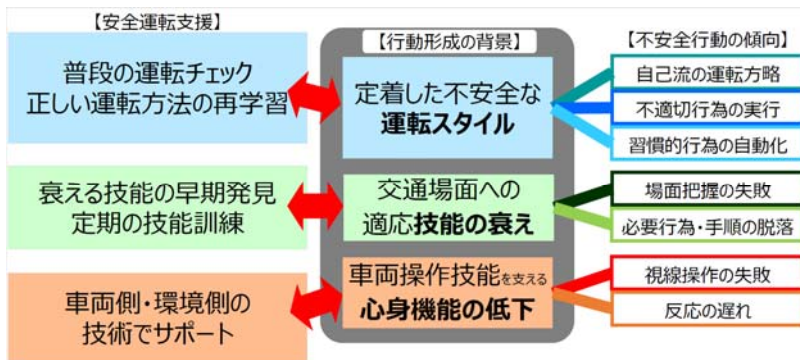 【安全運転支援】
普段の運転チェック
正しい運転方法の再学習
衰える技能の早期発見
定期の技能訓練
車両側・環境側の
技術でサポート
【行動形成の背景】
定着した不安全な
運転スタイル
交通場面への
適応技能の衰え
車両操作技能を支える
心身機能の低下
【不安全行動の傾向】
自己流の運転方略
不適切行為の実行
習慣的行為の自動化
場面把握の失敗
必要行為・手順の脱落
視線操作の失敗
反応の遅れ